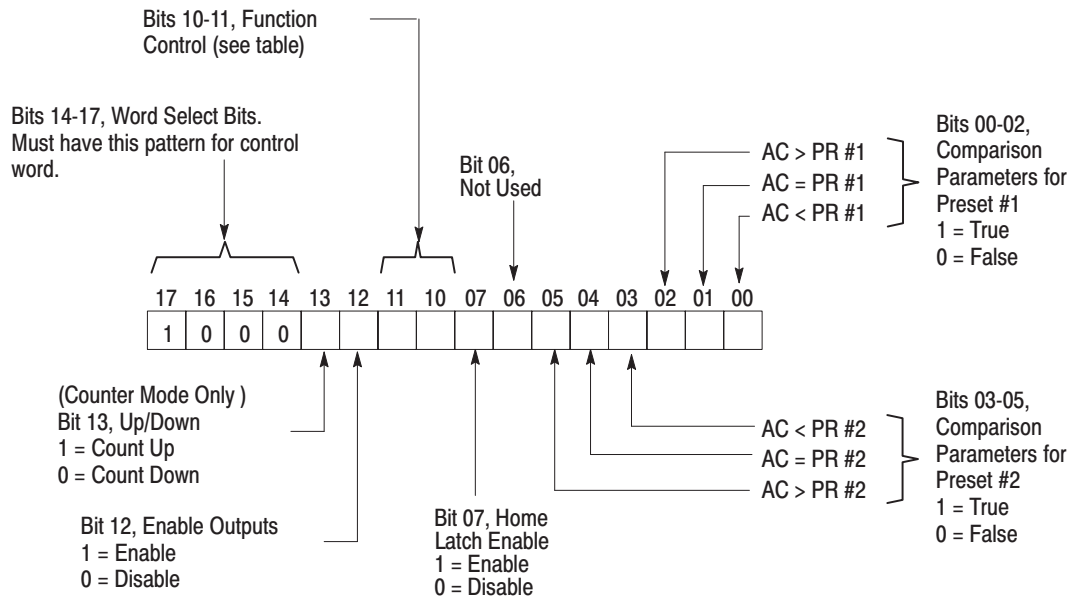 Bits 10-11, Function
Control (see table)
Bits 14-17, Word Select Bits.
Must have this pattern for control
word.
Bit 06,
Not Used
AC > PR #1
AC = PR #1
AC < PR #1
Bits 00-02,
Comparison
Parameters for
Preset #1
1 = True
0 = False
17 16 15 14 13 12 11 10 07 06 05 04 03 02 01 00
1 0 0 0
(Counter Mode Only )
Bit 13, Up/Down
1 = Count Up
0 = Count Down
Bit 12, Enable Outputs
1 = Enable
0 = Disable
Bit 07, Home
Latch Enable
1 = Enable
0 = Disable
AC < PR #2
AC = PR #2
AC > PR #2
Bits 03-05,
Comparison
Parameters for
Preset #2
1 = True
0 = False